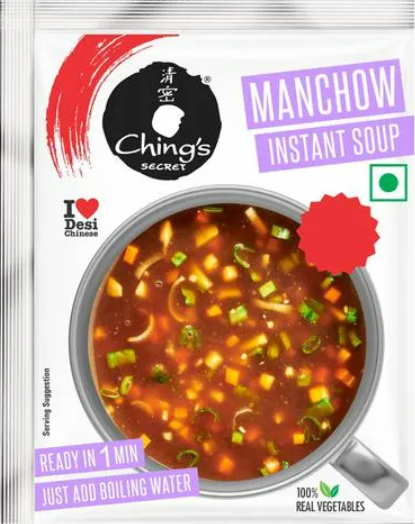 清
密
Ching's
SECRET
®
MANCHOW
INSTANT SOUP
I
Desi
Chinese
Serving Suggestion
READY IN 1 MIN
JUST ADD BOILING WATER
100%
REAL VEGETABLES